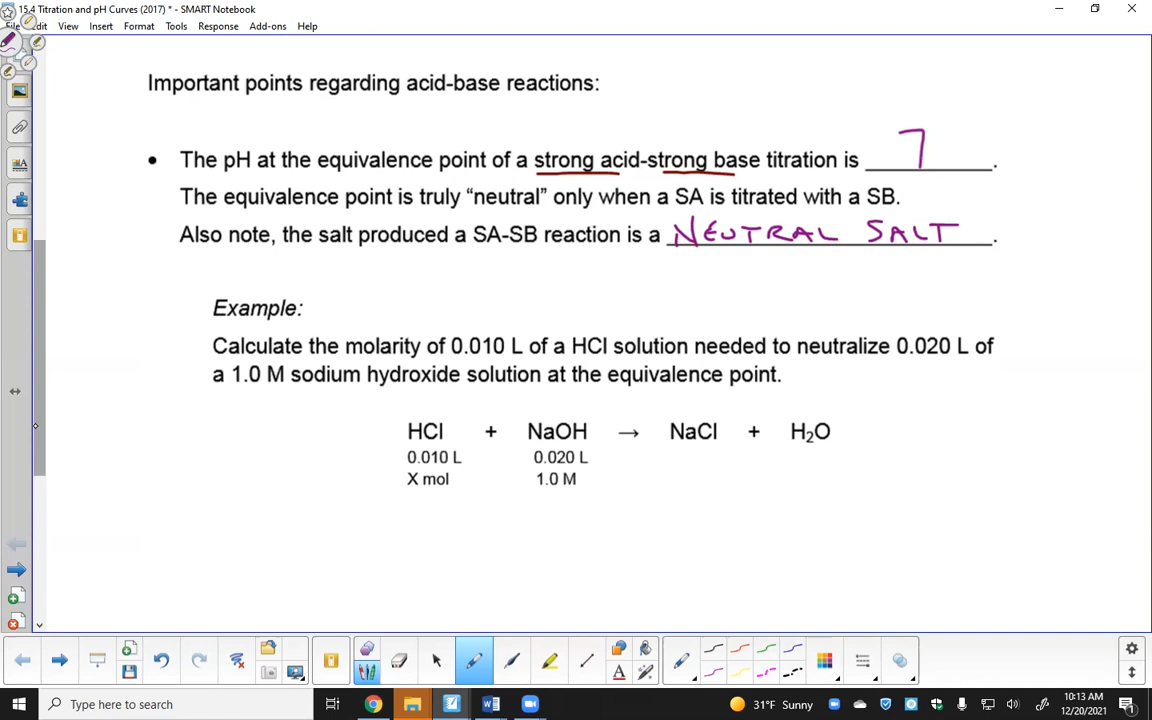 15.4 Titration and pH Curves (2017) * - SMART Notebook
File Edit View Insert Format Tools Response Add-ons Help
Important points regarding acid-base reactions:
• The pH at the equivalence point of a strong acid-strong base titration is 7.
The equivalence point is truly “neutral” only when a SA is titrated with a SB.
Also note, the salt produced a SA-SB reaction is a NEUTRAL SALT.
Example:
Calculate the molarity of 0.010 L of a HCl solution needed to neutralize 0.020 L of
a 1.0 M sodium hydroxide solution at the equivalence point.
HCl + NaOH → NaCl + H₂O
0.010 L 0.020 L
X mol 1.0 M
Type here to search
31°F Sunny
10:13 AM
12/20/2021
1